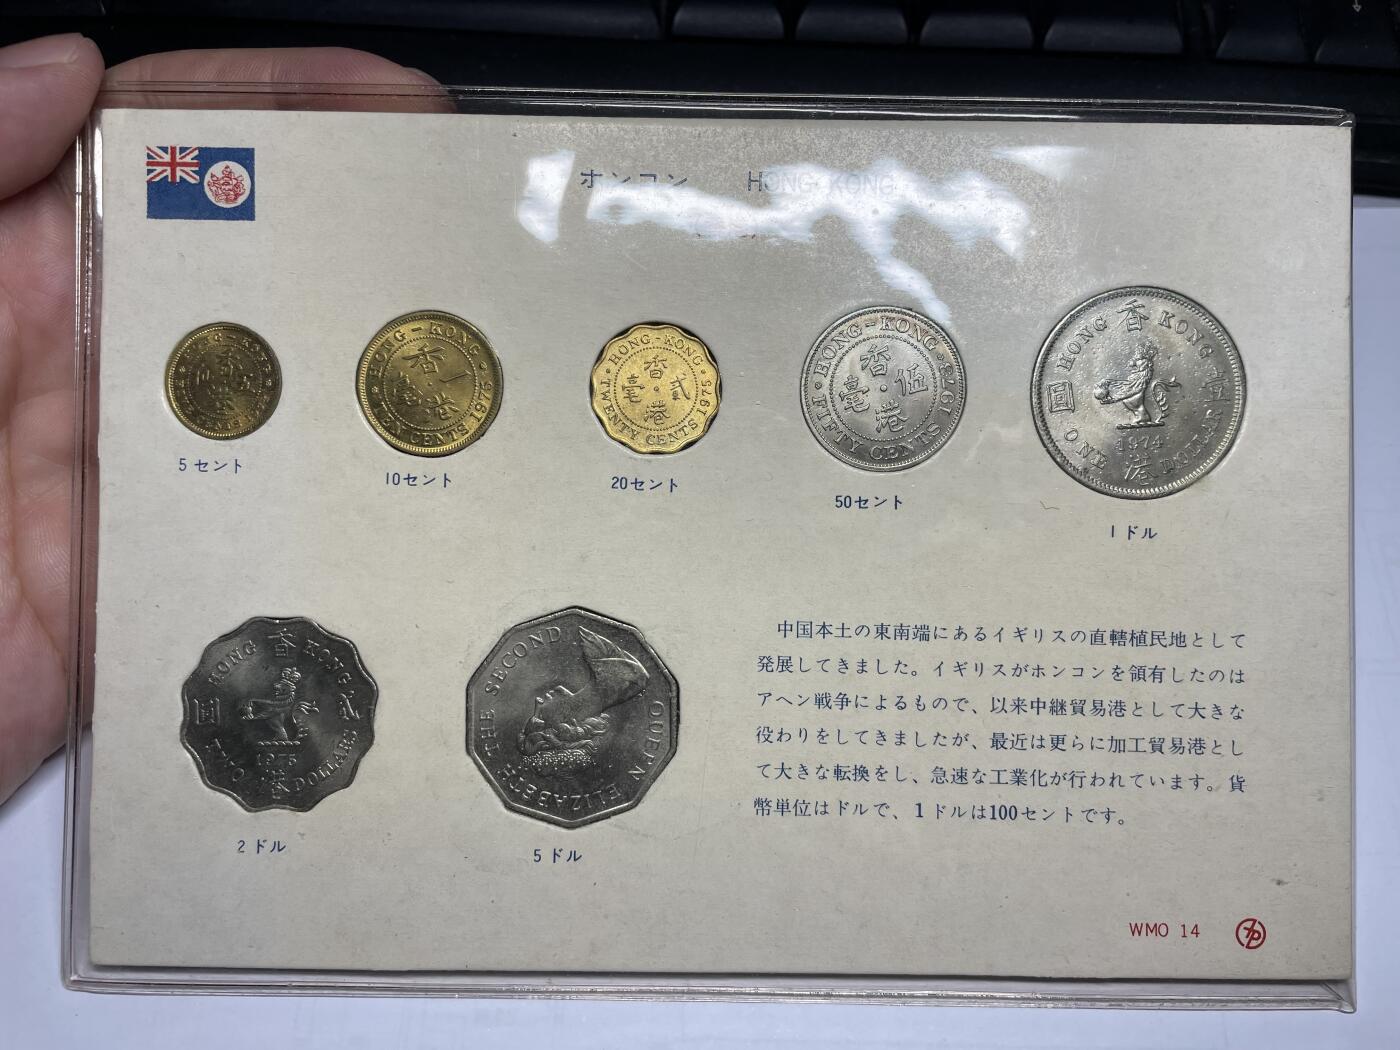 ホンコン HONG KONG
HONG-KONG
香港
CENTS
HONG-KONG
香港一毫
TEN CENTS 1975
HONG-KONG
香港貳毫
TWENTY CENTS 1975
HONG-KONG
香港伍毫
FIFTY CENTS 1973
HONG 香 KONG
圓 壹
1974
ONE 港 DOLLAR
5セント
10セント
20セント
50セント
1ドル
HONG 香 KONG
圓
1975
TWO 港 DOLLARS
QUEEN ELIZABETH THE SECOND
2ドル
5ドル
中国本土の東南端にあるイギリスの直轄植民地として
発展してきました。イギリスがホンコンを領有したのは
アヘン戦争によるもので、以来中継貿易港として大きな
役わりをしてきましたが、最近は更らに加工貿易港とし
て大きな転換をし、急速な工業化が行われています。貨
幣単位はドルで、1ドルは100セントです。
WMO 14